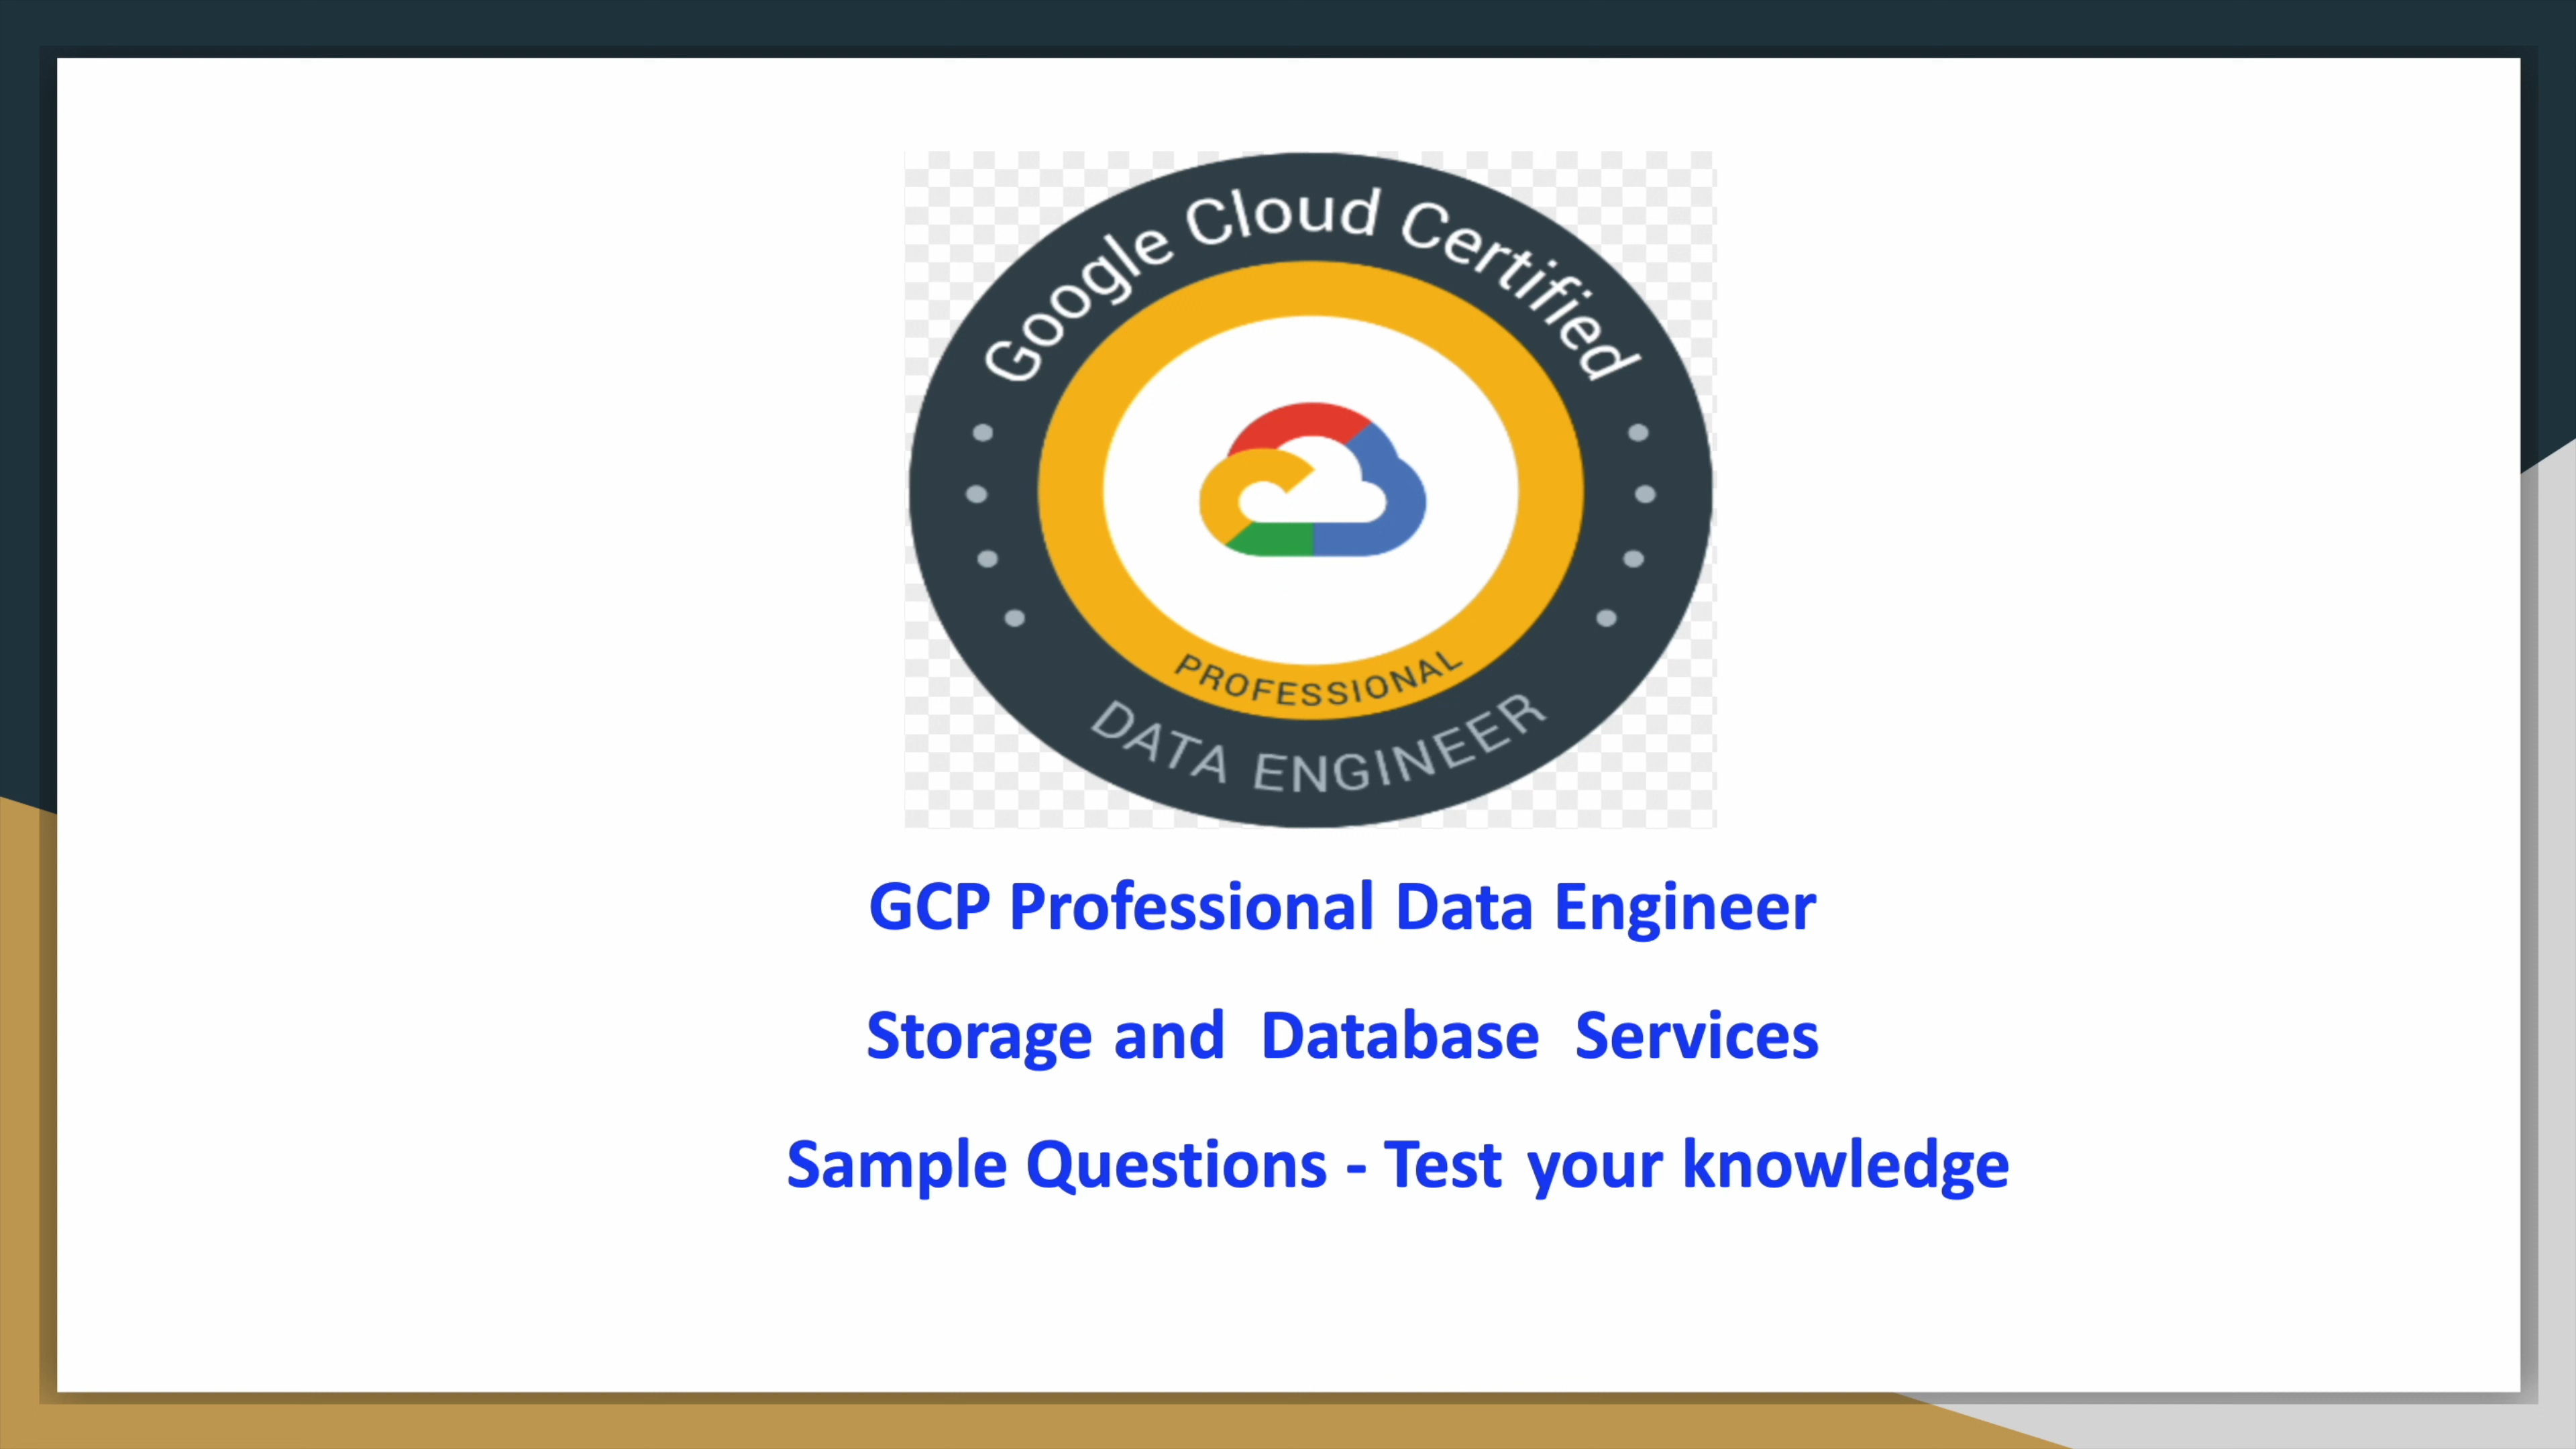 Google Cloud Certified
PROFESSIONAL
DATA ENGINEER
GCP Professional Data Engineer
Storage and Database Services
Sample Questions - Test your knowledge